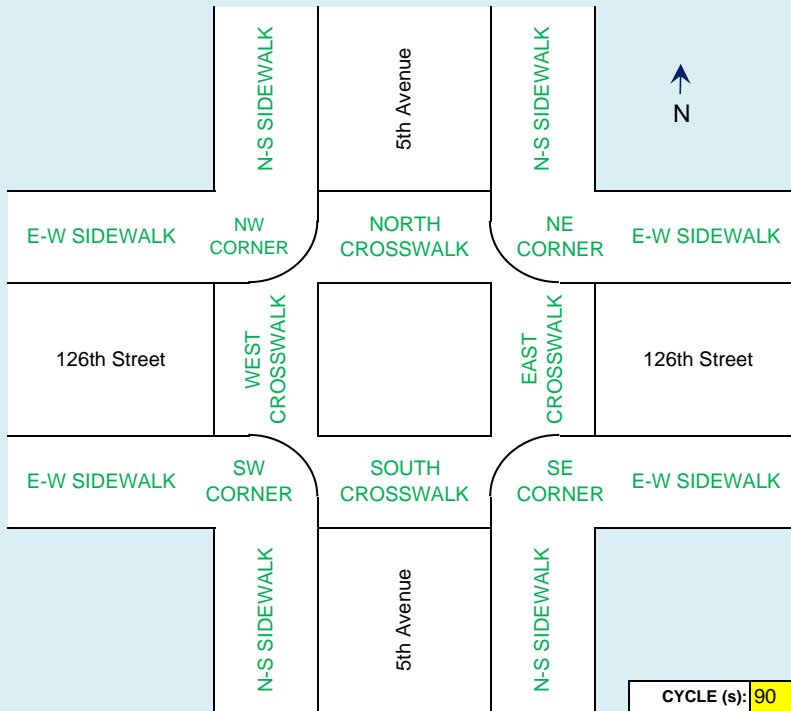 N-S SIDEWALK
5th Avenue
N-S SIDEWALK
N
E-W SIDEWALK
NW
CORNER
NORTH
CROSSWALK
NE
CORNER
E-W SIDEWALK
126th Street
WEST
CROSSWALK
EAST
CROSSWALK
126th Street
E-W SIDEWALK
SW
CORNER
SOUTH
CROSSWALK
SE
CORNER
E-W SIDEWALK
N-S SIDEWALK
5th Avenue
N-S SIDEWALK
CYCLE (s): 90